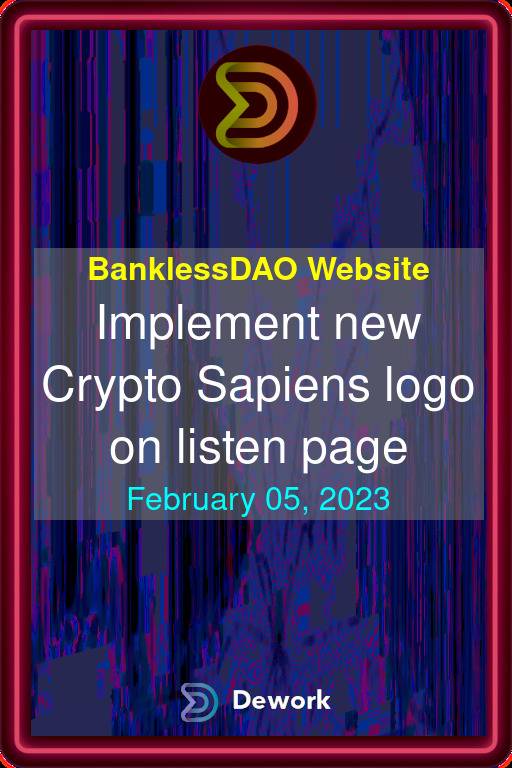 BanklessDAO Website
Implement new
Crypto Sapiens logo
on listen page
February 05, 2023
Dework